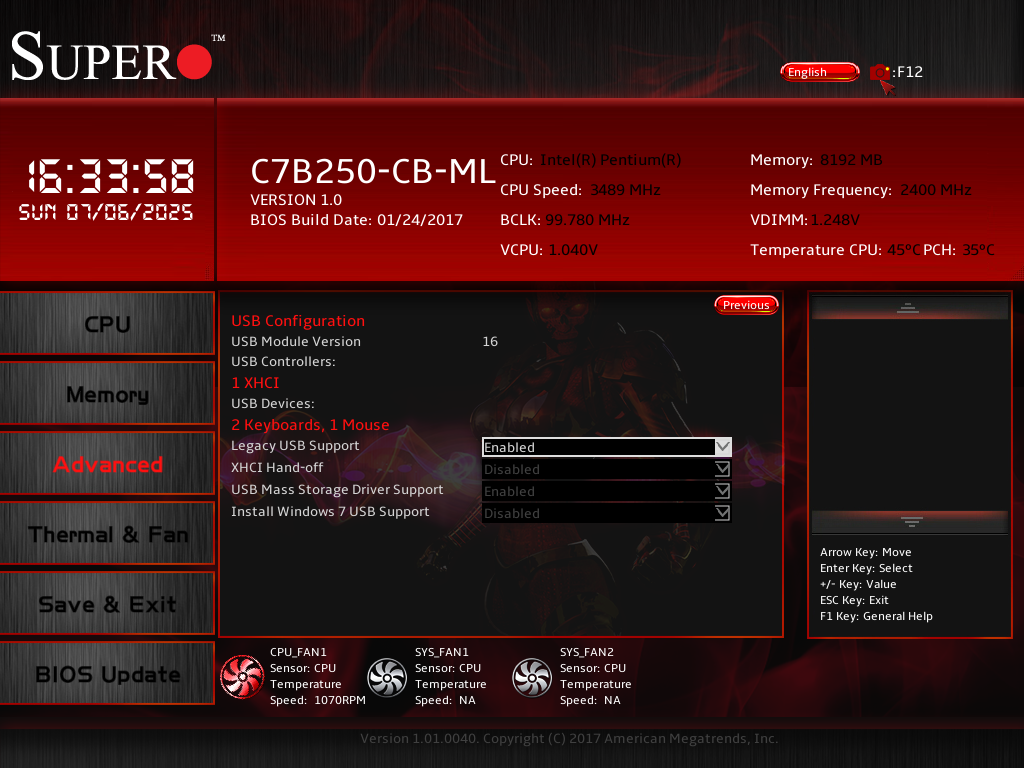 SUPER
TM
English
:F12
16:33:58
SUN 07/06/2025
C7B250-CB-ML
VERSION 1.0
BIOS Build Date: 01/24/2017
CPU: Intel(R) Pentium(R)
CPU Speed: 3489 MHz
BCLK: 99.780 MHz
VCPU: 1.040V
Memory: 8192 MB
Memory Frequency: 2400 MHz
VDIMM: 1.248V
Temperature CPU: 45°C PCH: 35°C
CPU
Memory
Advanced
Thermal & Fan
Save & Exit
BIOS Update
Previous
USB Configuration
USB Module Version 16
USB Controllers:
1 XHCI
USB Devices:
2 Keyboards, 1 Mouse
Legacy USB Support Enabled
XHCI Hand-off Disabled
USB Mass Storage Driver Support Enabled
Install Windows 7 USB Support Disabled
Arrow Key: Move
Enter Key: Select
+/- Key: Value
ESC Key: Exit
F1 Key: General Help
CPU_FAN1
Sensor: CPU
Temperature
Speed: 1070RPM
SYS_FAN1
Sensor: CPU
Temperature
Speed: NA
SYS_FAN2
Sensor: CPU
Temperature
Speed: NA
Version 1.01.0040. Copyright (C) 2017 American Megatrends, Inc.